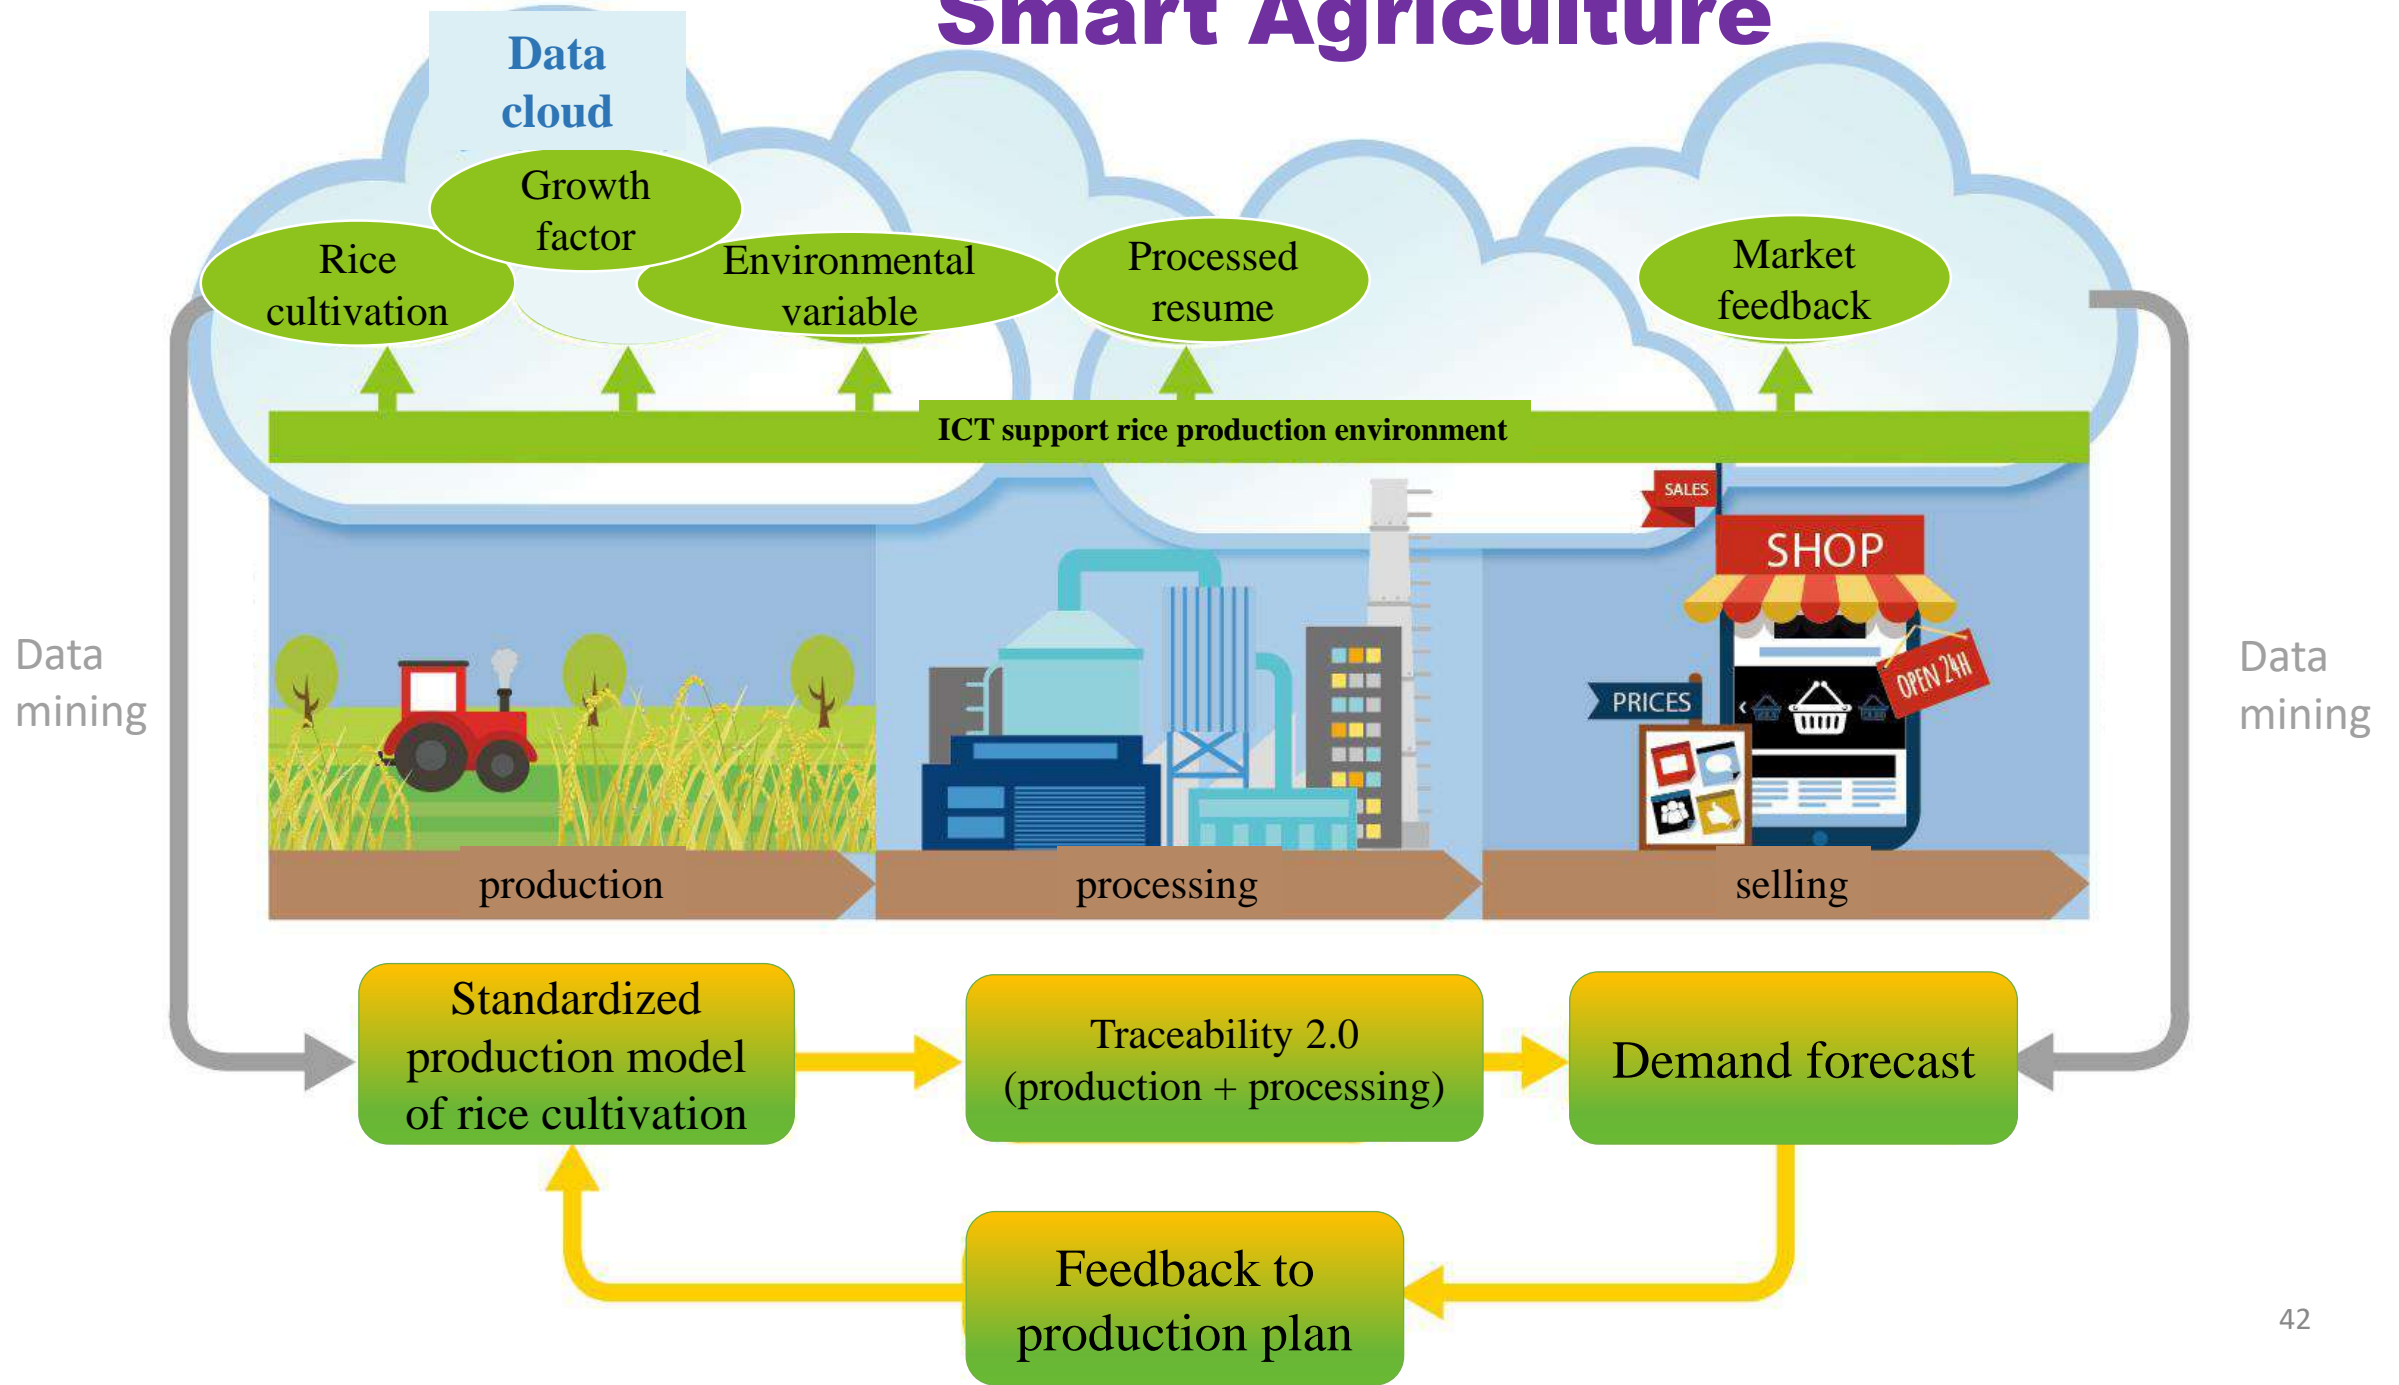 Smart Agriculture
Data
cloud
Growth
factor
Rice
cultivation
Environmental
variable
Processed
resume
Market
feedback
ICT support rice production environment
SALES
SHOP
OPEN 24H
PRICES
Data
mining
Data
mining
production
processing
selling
Standardized
production model
of rice cultivation
Traceability 2.0
(production + processing)
Demand forecast
Feedback to
production plan
42